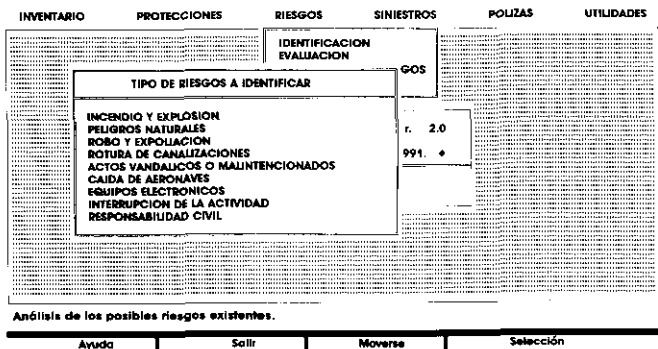 INVENTARIO PROTECCIONES RIESGOS SINIESTROS POLIZAS UTILIDADES
IDENTIFICACION
EVALUACION
GOS
TIPO DE RIESGOS A IDENTIFICAR
INCENDIO Y EXPLOSION
PELIGROS NATURALES
ROBO Y EXPOLIACION
ROTURA DE CANALIZACIONES
ACTOS VANDALICOS O MALINTENCIONADOS
CAIDA DE AERONAVES
EQUIPOS ELECTRONICOS
INTERRUPCION DE LA ACTIVIDAD
RESPONSABILIDAD CIVIL
r. 2.0
991. ♦
Análisis de los posibles riesgos existentes.
Ayuda Salir Moverse Selección